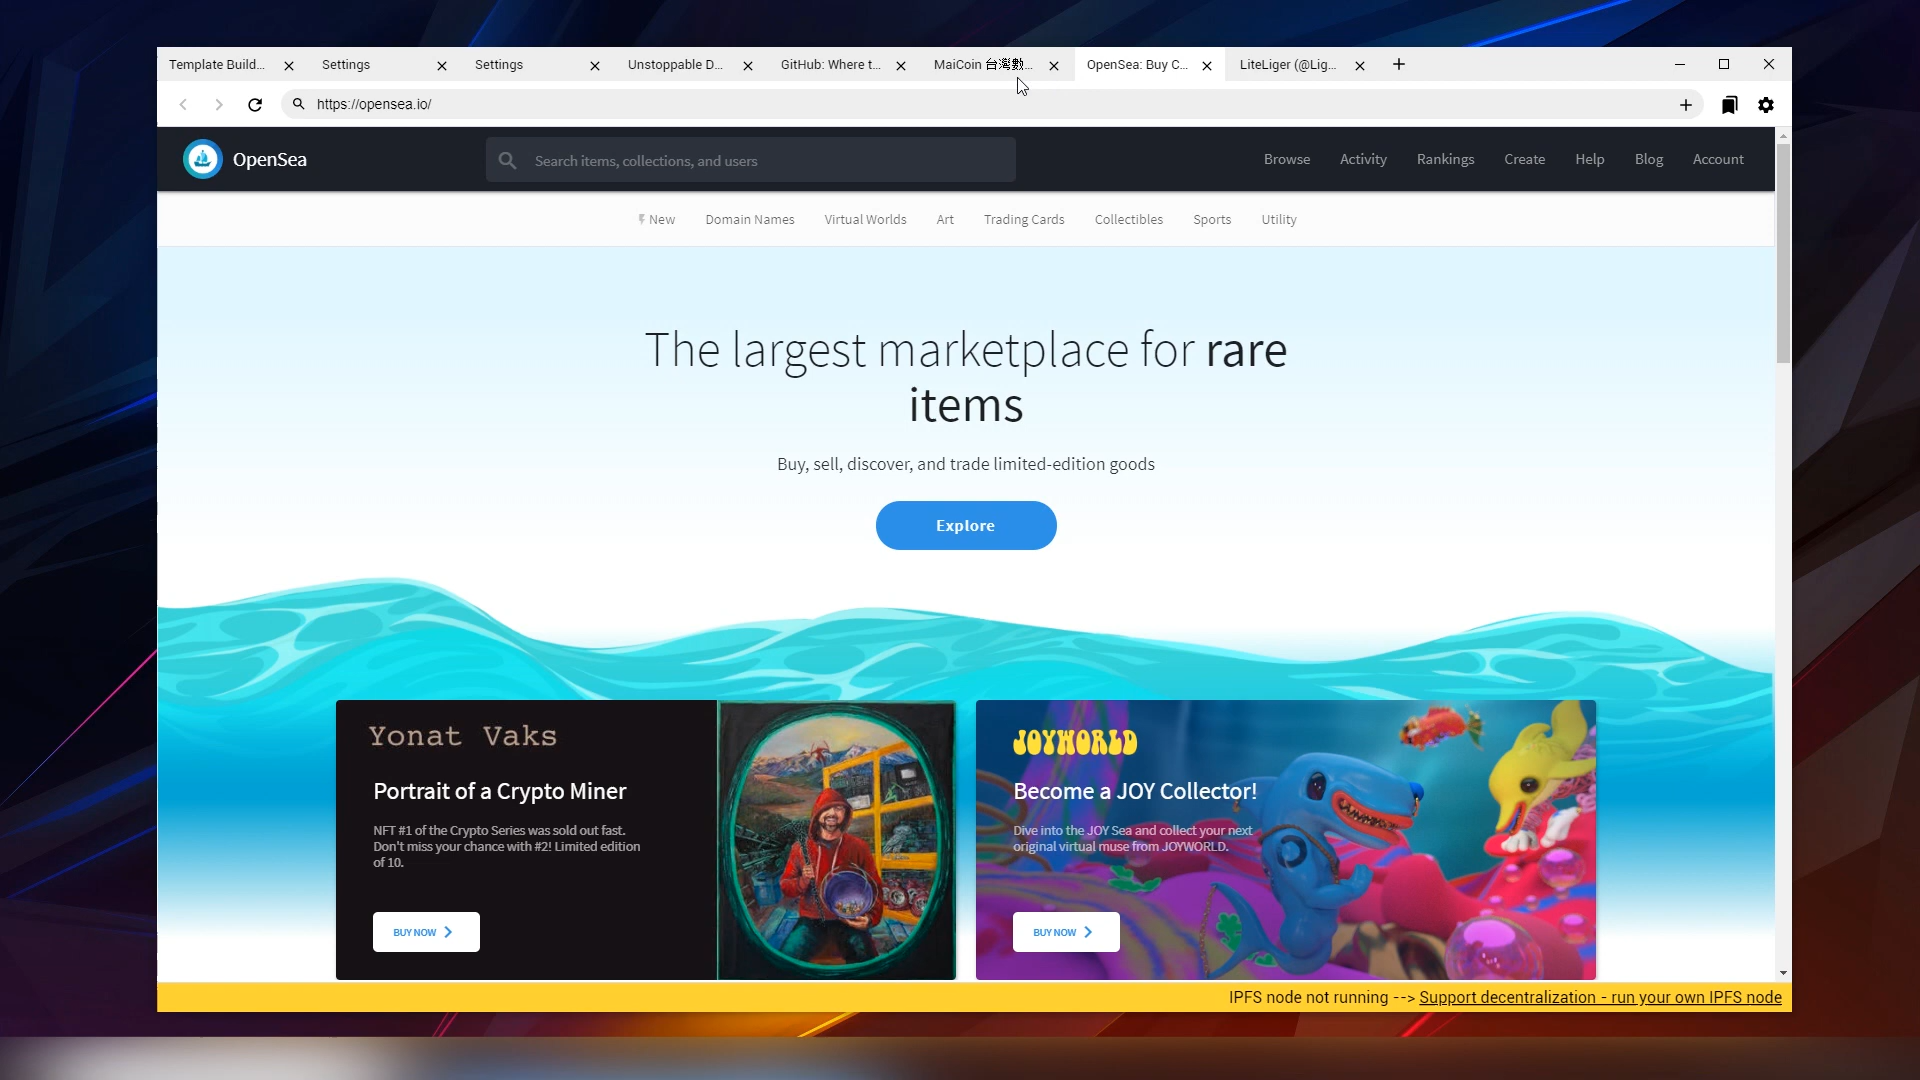 Template Build...
Settings
Settings
Unstoppable D...
GitHub: Where t...
MaiCoin 台灣數...
OpenSea: Buy C...
LiteLiger (@Lig...
https://opensea.io/
OpenSea
Search items, collections, and users
Browse
Activity
Rankings
Create
Help
Blog
Account
New
Domain Names
Virtual Worlds
Art
Trading Cards
Collectibles
Sports
Utility
The largest marketplace for rare
items
Buy, sell, discover, and trade limited-edition goods
Explore
Yonat Vaks
Portrait of a Crypto Miner
NFT #1 of the Crypto Series was sold out fast.
Don't miss your chance with #2! Limited edition
of 10.
BUY NOW
JOYWORLD
Become a JOY Collector!
Dive into the JOY Sea and collect your next
original virtual muse from JOYWORLD.
BUY NOW
IPFS node not running --> Support decentralization - run your own IPFS node